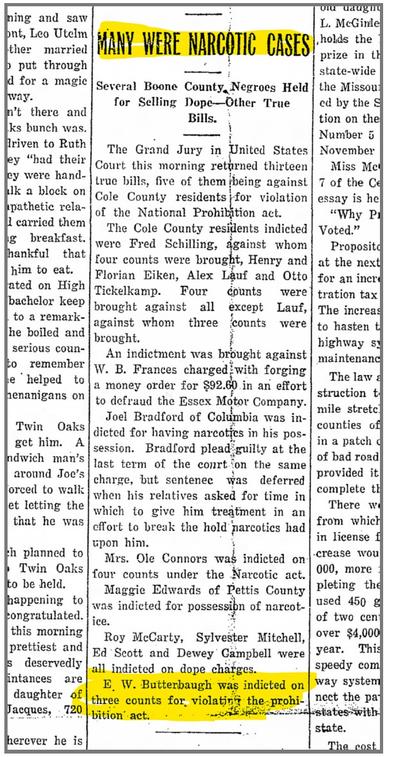 ning and saw
ont, Leo Utelm
ther married
o put through
d for a magic
way.
n't there and
ks bunch was.
driven to Ruth
ey "had their
ey were hand-
lk a block on
pathetic rela-
l carried them
g breakfast.
hankful that
him to eat.
ated on High
bachelor keep
to a remark-
he boiled and
serious coun-
to remember
e helped to
henanigans on
Twin Oaks
get him. A
ndwich man's
around Joe's
orced to walk
et letting the
that he was
ch planned to
Twin Oaks
to be held.
happening to
congratulated.
this morning
prettiest and
s deservedly
intances are
daughter of
Jacques, 720
herever he is
MANY WERE NARCOTIC CASES
Several Boone County Negroes Held
for Selling Dope—Other True
Bills.
The Grand Jury in United States
Court this morning returned thirteen
true bills, five of them being against
Cole County residents for violation
of the National Prohibition act.
The Cole County residents indicted
were Fred Schilling, against whom
four counts were brought, Henry and
Florian Eiken, Alex Lauf and Otto
Tickelkamp. Four counts were
brought against all except Lauf,
against whom three counts were
brought.
An indictment was brought against
W. B. Frances charged with forging
a money order for $92.60 in an effort
to defraud the Essex Motor Company.
Joel Bradford of Columbia was in-
dicted for having narcotics in his pos-
session. Bradford plead guilty at the
last term of the court on the same
charge, but sentenec was deferred
when his relatives asked for time in
which to give him treatment in an
effort to break the hold narcotics had
upon him.
Mrs. Ole Connors was indicted on
four counts under the Narcotic act.
Maggie Edwards of Pettis County
was indicted for possession of narcot-
ice.
Roy McCarty, Sylvester Mitchell,
Ed Scott and Dewey Campbell were
all indicted on dope charges.
E. W. Butterbaugh was indicted on
three counts for violating the prohi-
bition act.
old daught
L. McGinle
holds the
prize in th
state-wide
the Missou
ed by the S
tion on the
Number 5
November
Miss Mc
7 of the Ce
essay is he
"Why Pr
Voted."
Propositio
at the next
for an incre
tration tax
The increas
to hasten t
highway sy
maintenanc
The law a
struction t
mile stretc
counties of
in a patch o
of bad road
provided it
complete th
There w
from which
in license f
crease wou
000, more
pleting the
used 450 g
of two cen
over $4,000
year. This
speedy com
way system
nect the pa
states with
state.
The cost